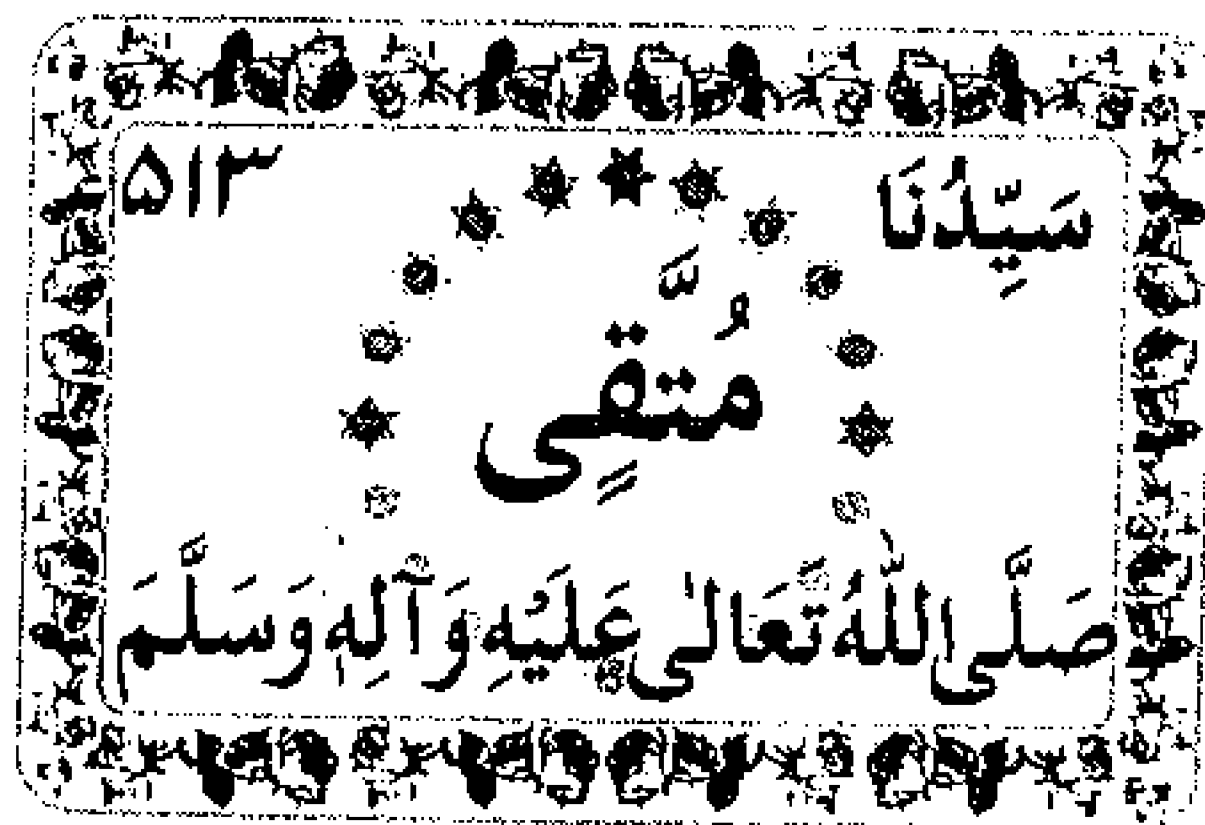 سَيِّدُنَا ۵۱۳
مُتَّقِی
صَلَّی اللّٰهُ تَعَالٰی عَلَیْهِ وَآلِهٖ وَسَلَّمَ